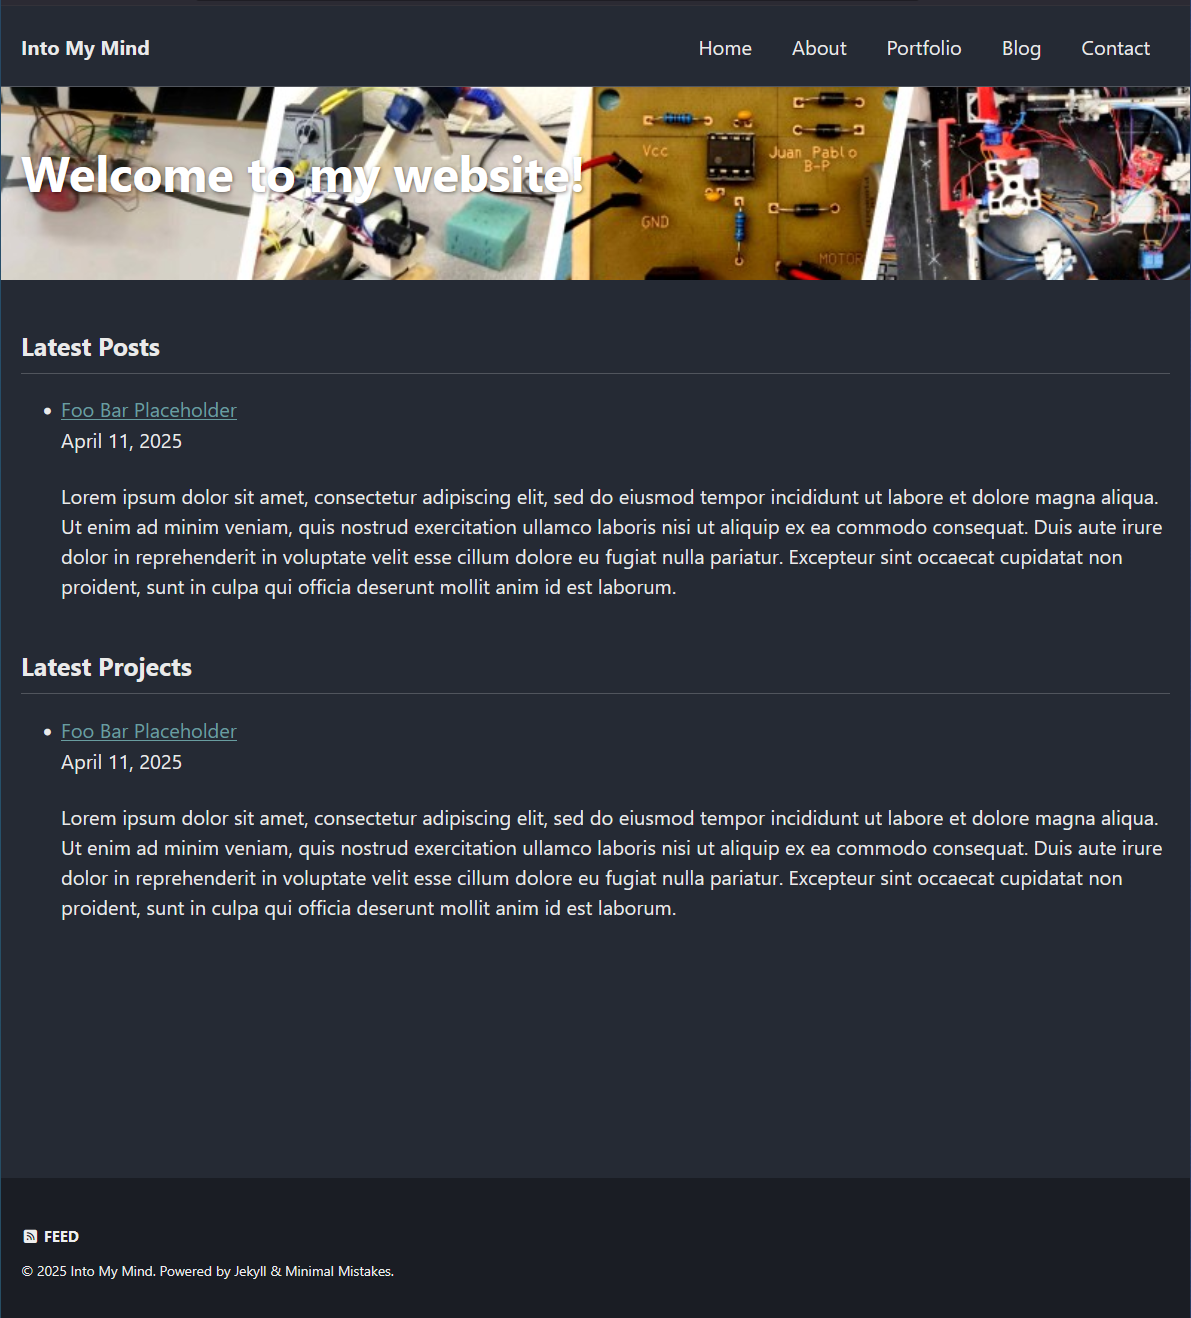 Into My Mind
Home About Portfolio Blog Contact
Welcome to my website!
Vcc
Juan Pablo
B-P
GND
MOTOR
Latest Posts
Foo Bar Placeholder
April 11, 2025
Lorem ipsum dolor sit amet, consectetur adipiscing elit, sed do eiusmod tempor incididunt ut labore et dolore magna aliqua.
Ut enim ad minim veniam, quis nostrud exercitation ullamco laboris nisi ut aliquip ex ea commodo consequat. Duis aute irure
dolor in reprehenderit in voluptate velit esse cillum dolore eu fugiat nulla pariatur. Excepteur sint occaecat cupidatat non
proident, sunt in culpa qui officia deserunt mollit anim id est laborum.
Latest Projects
Foo Bar Placeholder
April 11, 2025
Lorem ipsum dolor sit amet, consectetur adipiscing elit, sed do eiusmod tempor incididunt ut labore et dolore magna aliqua.
Ut enim ad minim veniam, quis nostrud exercitation ullamco laboris nisi ut aliquip ex ea commodo consequat. Duis aute irure
dolor in reprehenderit in voluptate velit esse cillum dolore eu fugiat nulla pariatur. Excepteur sint occaecat cupidatat non
proident, sunt in culpa qui officia deserunt mollit anim id est laborum.
FEED
© 2025 Into My Mind. Powered by Jekyll & Minimal Mistakes.